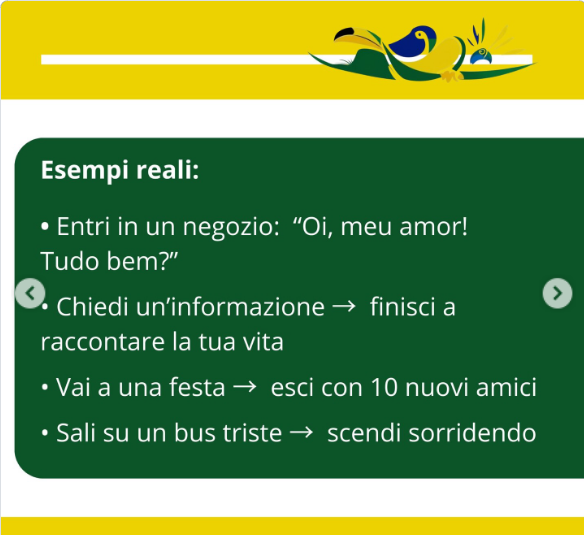 Esempi reali:
• Entri in un negozio: “Oi, meu amor!
Tudo bem?”
• Chiedi un’informazione → finisci a
raccontare la tua vita
• Vai a una festa → esci con 10 nuovi amici
• Sali su un bus triste → scendi sorridendo